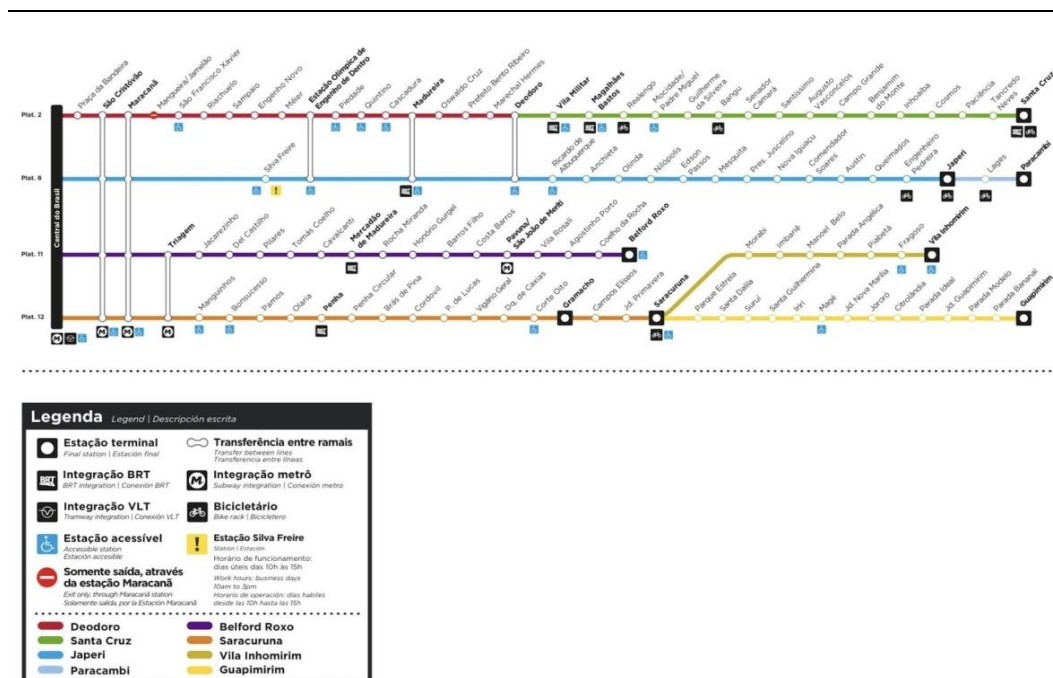 Plat. 2
Praça da Bandeira
São Cristóvão
Maracanã
Mangueira/ Jamelão
São Francisco Xavier
Riachuelo
Sampaio
Engenho Novo
Méier
Estação Olímpica de
Engenho de Dentro
Piedade
Quintino
Cascadura
Madureira
Oswaldo Cruz
Prefeito Bento Ribeiro
Marechal Hermes
Deodoro
Vila Militar
Magalhães
Bastos
Realengo
Mocidade/
Padre Miguel
Guilherme
da Silveira
Bangu
Senador
Camará
Santíssimo
Augusto
Vasconcelos
Campo Grande
Benjamim
do Monte
Inhoaíba
Cosmos
Paciência
Tancredo
Neves
Santa Cruz
Plat. 8
Central do Brasil
Silva Freire
Ricardo de
Albuquerque
Anchieta
Olinda
Nilópolis
Edson
Passos
Mesquita
Pres. Juscelino
Nova Iguaçu
Comendador
Soares
Austin
Queimados
Engenheiro
Pedreira
Japeri
Lages
Paracambi
Plat. 11
Triagem
Jacarezinho
Del Castilho
Pilares
Tomás Coelho
Cavalcanti
Mercadão
de Madureira
Rocha Miranda
Honório Gurgel
Barros Filho
Costa Barros
Pavuna/
São João de Meriti
Vila Rosali
Agostinho Porto
Coelho da Rocha
Belford Roxo
Morabi
Imbariê
Manoel Belo
Parada Angélica
Piabetá
Fragoso
Vila Inhomirim
Plat. 12
Manguinhos
Bonsucesso
Ramos
Olaria
Penha
Penha Circular
Brás de Pina
Cordovil
P. de Lucas
Vigário Geral
Dq. de Caxias
Corte Oito
Gramacho
Campos Elíseos
Jd. Primavera
Saracuruna
Parque Estrela
Santa Dalila
Suruí
Santa Guilhermina
Iriri
Magé
Jd. Nova Marília
Jororó
Citrolândia
Parada Ideal
Jd. Guapimirim
Parada Modelo
Parada Bananal
Guapimirim
Legenda Legend | Descripción escrita
Estação terminal
Final station | Estación final
Transferência entre ramais
Transfer between lines
Transferencia entre líneas
BRT
Integração BRT
BRT integration | Conexión BRT
M
Integração metrô
Subway integration | Conexión metro
Integração VLT
Tramway integration | Conexión VLT
Bicicletário
Bike rack | Bicicletero
Estação acessível
Accessible station
Estación accesible
!
Estação Silva Freire
Station | Estación
Horário de funcionamento:
dias úteis das 10h às 15h
Work hours: business days
10am to 3pm
Horario de operación: días habiles
desde las 10h hasta las 15h
Somente saída, através
da estação Maracanã
Exit only, through Maracanã station
Solamente salida, por la Estación Maracanã
Deodoro
Belford Roxo
Santa Cruz
Saracuruna
Japeri
Vila Inhomirim
Paracambi
Guapimirim